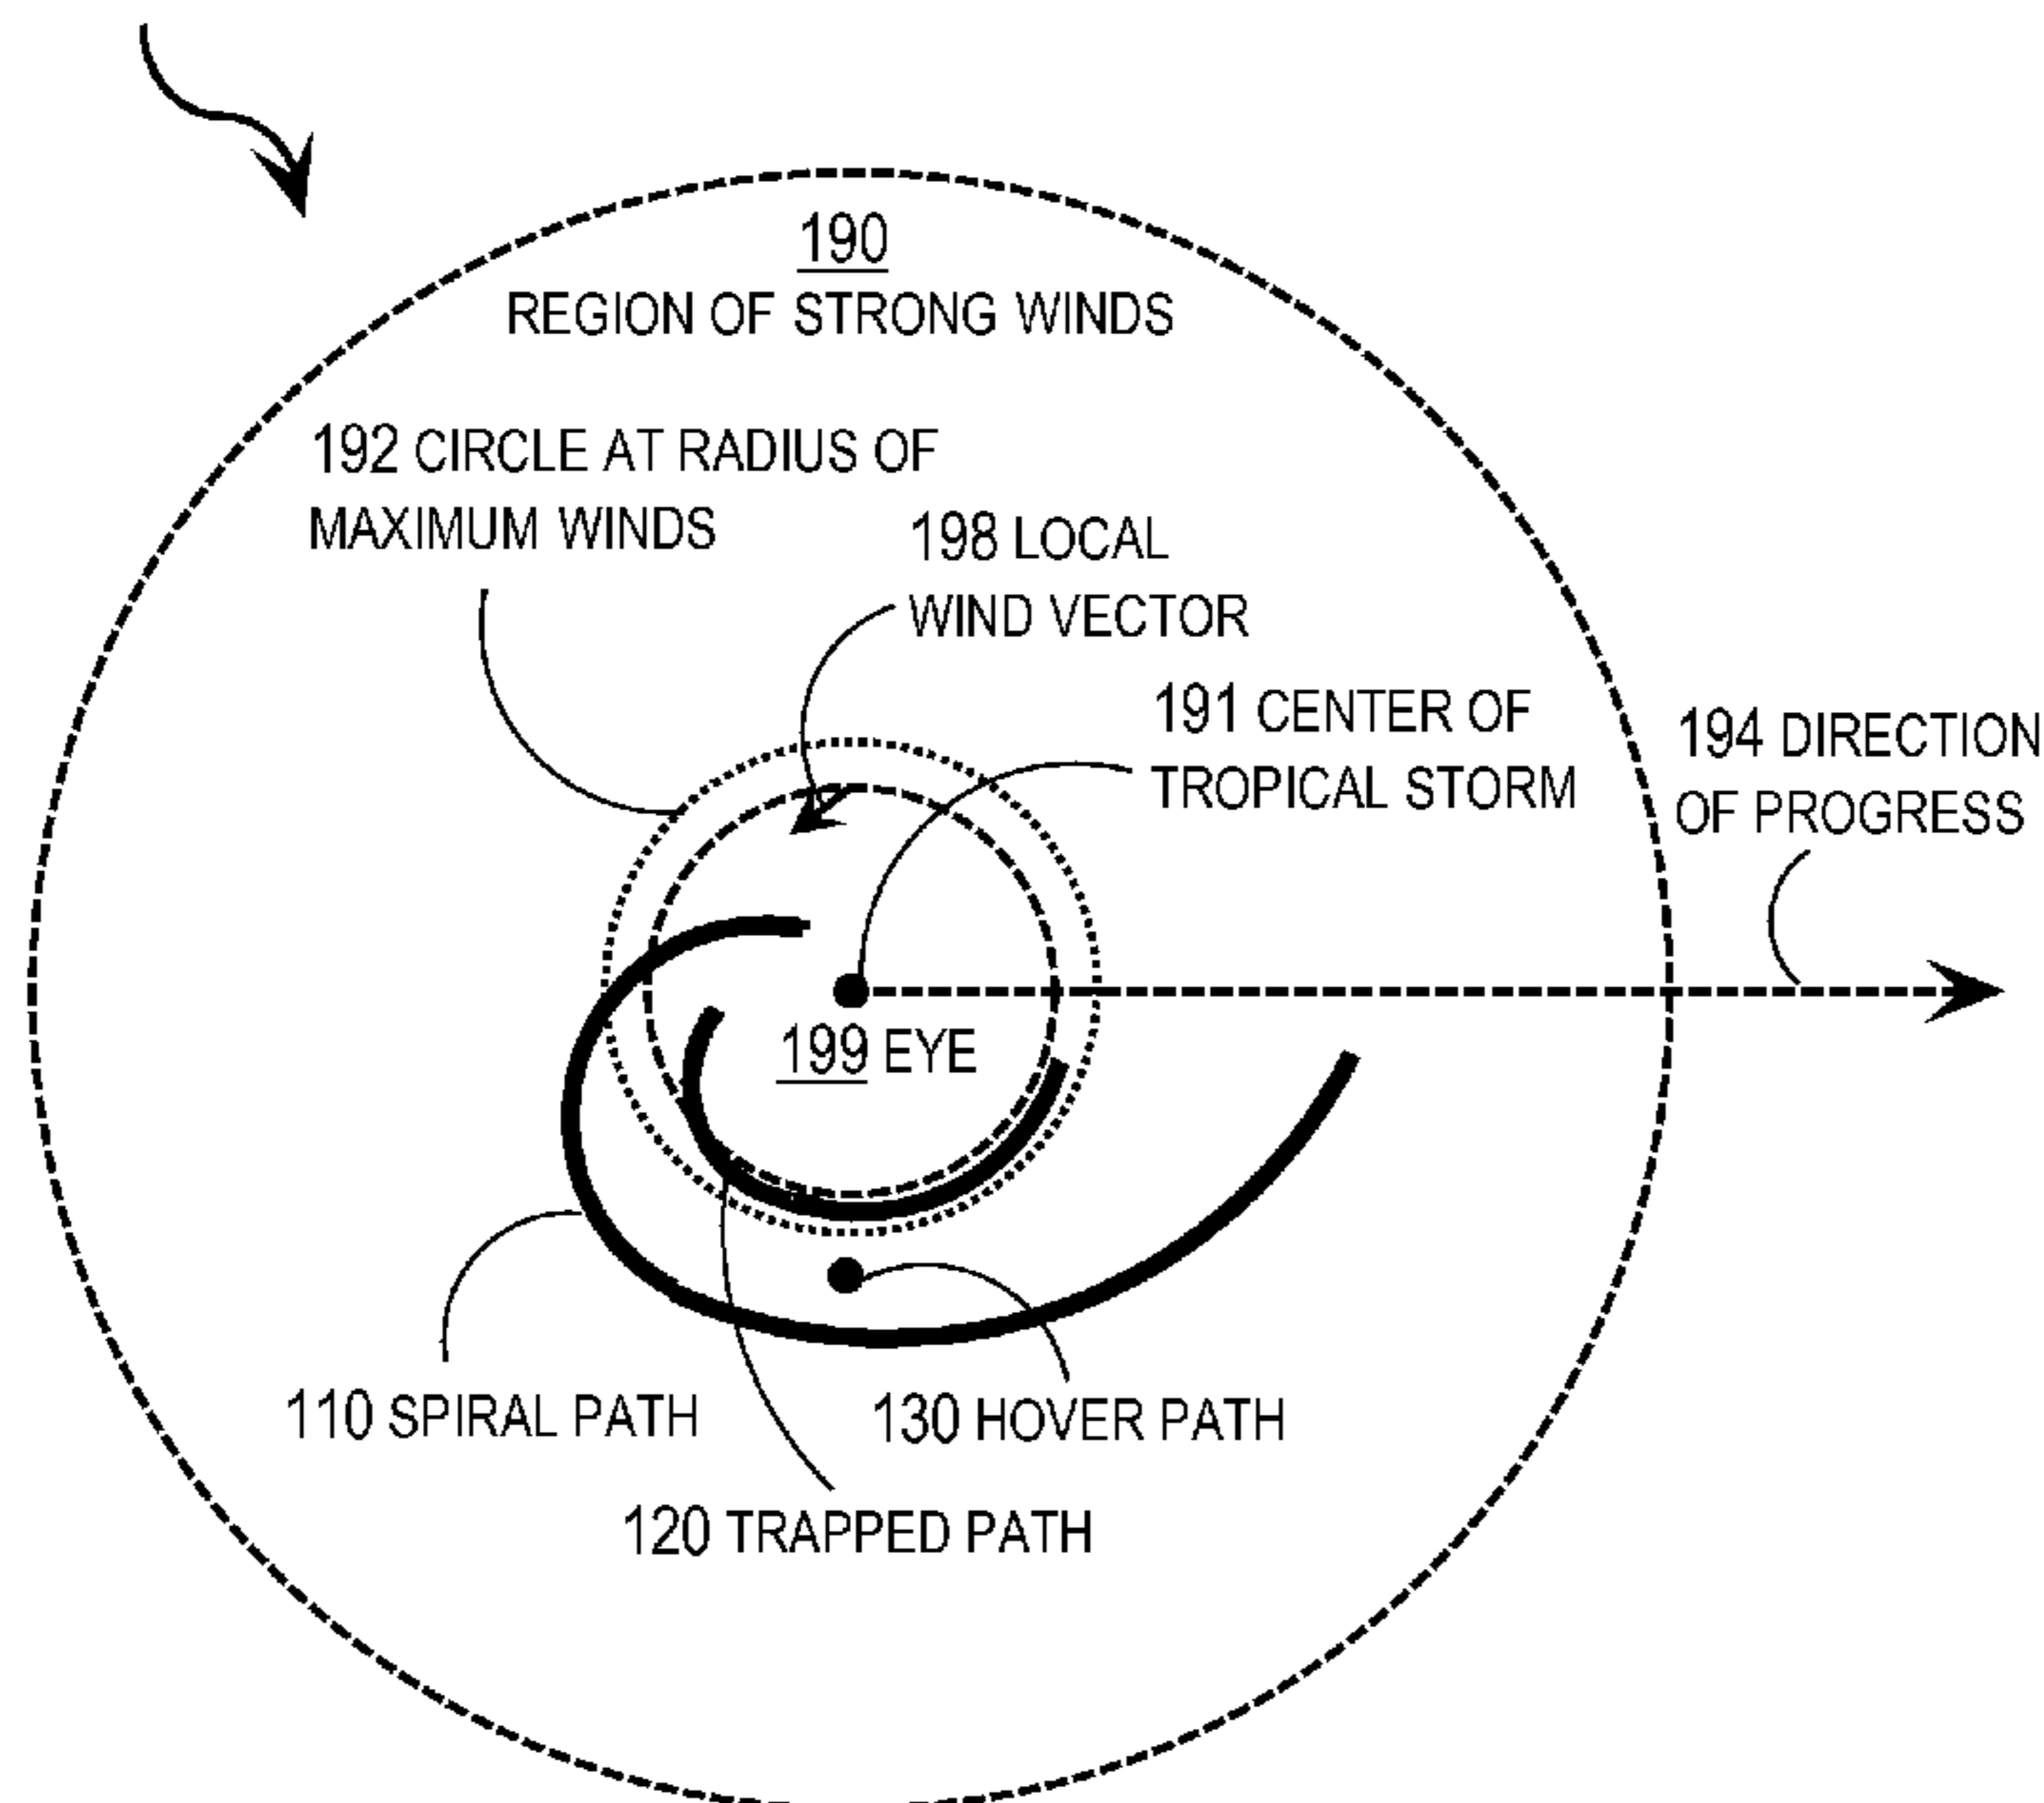 190
REGION OF STRONG WINDS
192 CIRCLE AT RADIUS OF
MAXIMUM WINDS
198 LOCAL
WIND VECTOR
191 CENTER OF
TROPICAL STORM
194 DIRECTION
OF PROGRESS
199 EYE
110 SPIRAL PATH
130 HOVER PATH
120 TRAPPED PATH